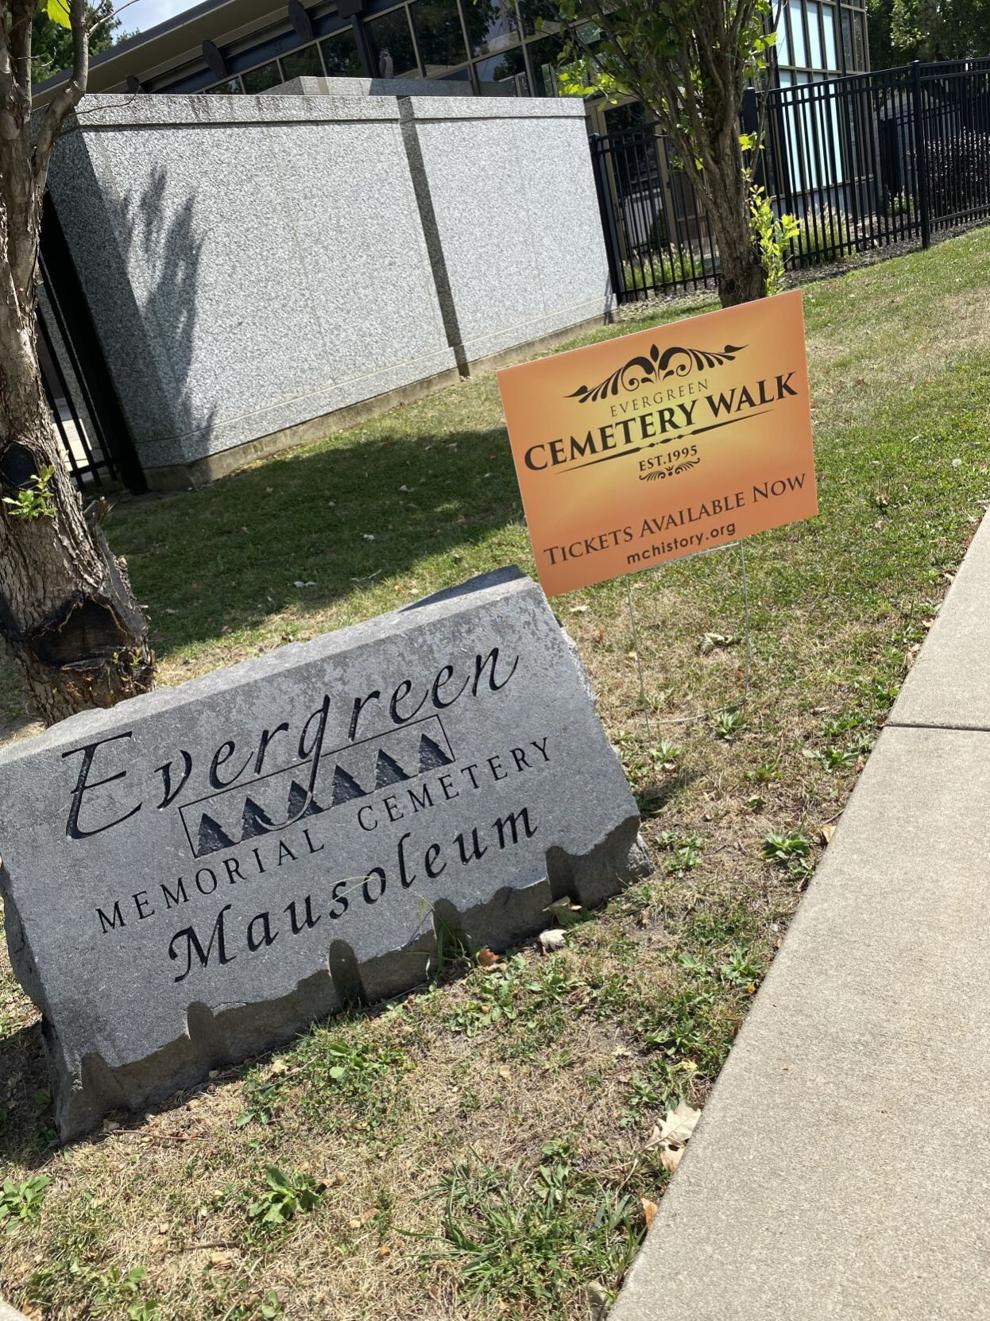 EVERGREEN
CEMETERY WALK
EST.1995
TICKETS AVAILABLE NOW
mchistory.org
Evergreen
MEMORIAL CEMETERY
Mausoleum